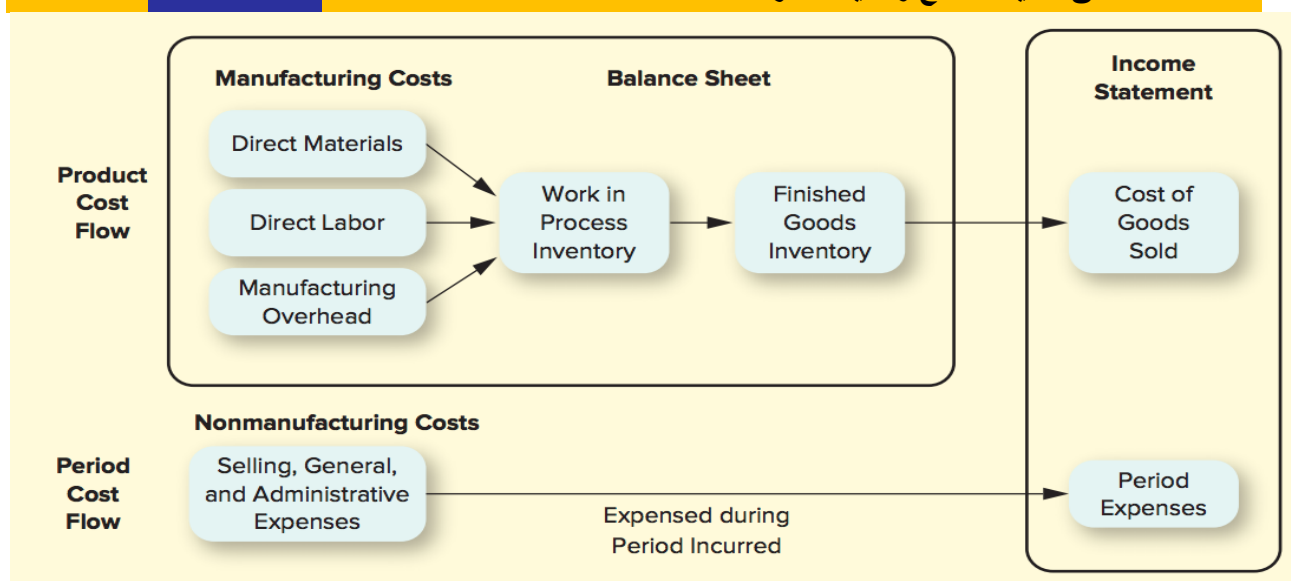 Manufacturing Costs
Balance Sheet
Income
Statement
Product
Cost
Flow
Direct Materials
Direct Labor
Manufacturing
Overhead
Work in
Process
Inventory
Finished
Goods
Inventory
Cost of
Goods
Sold
Nonmanufacturing Costs
Period
Cost
Flow
Selling, General,
and Administrative
Expenses
Expensed during
Period Incurred
Period
Expenses